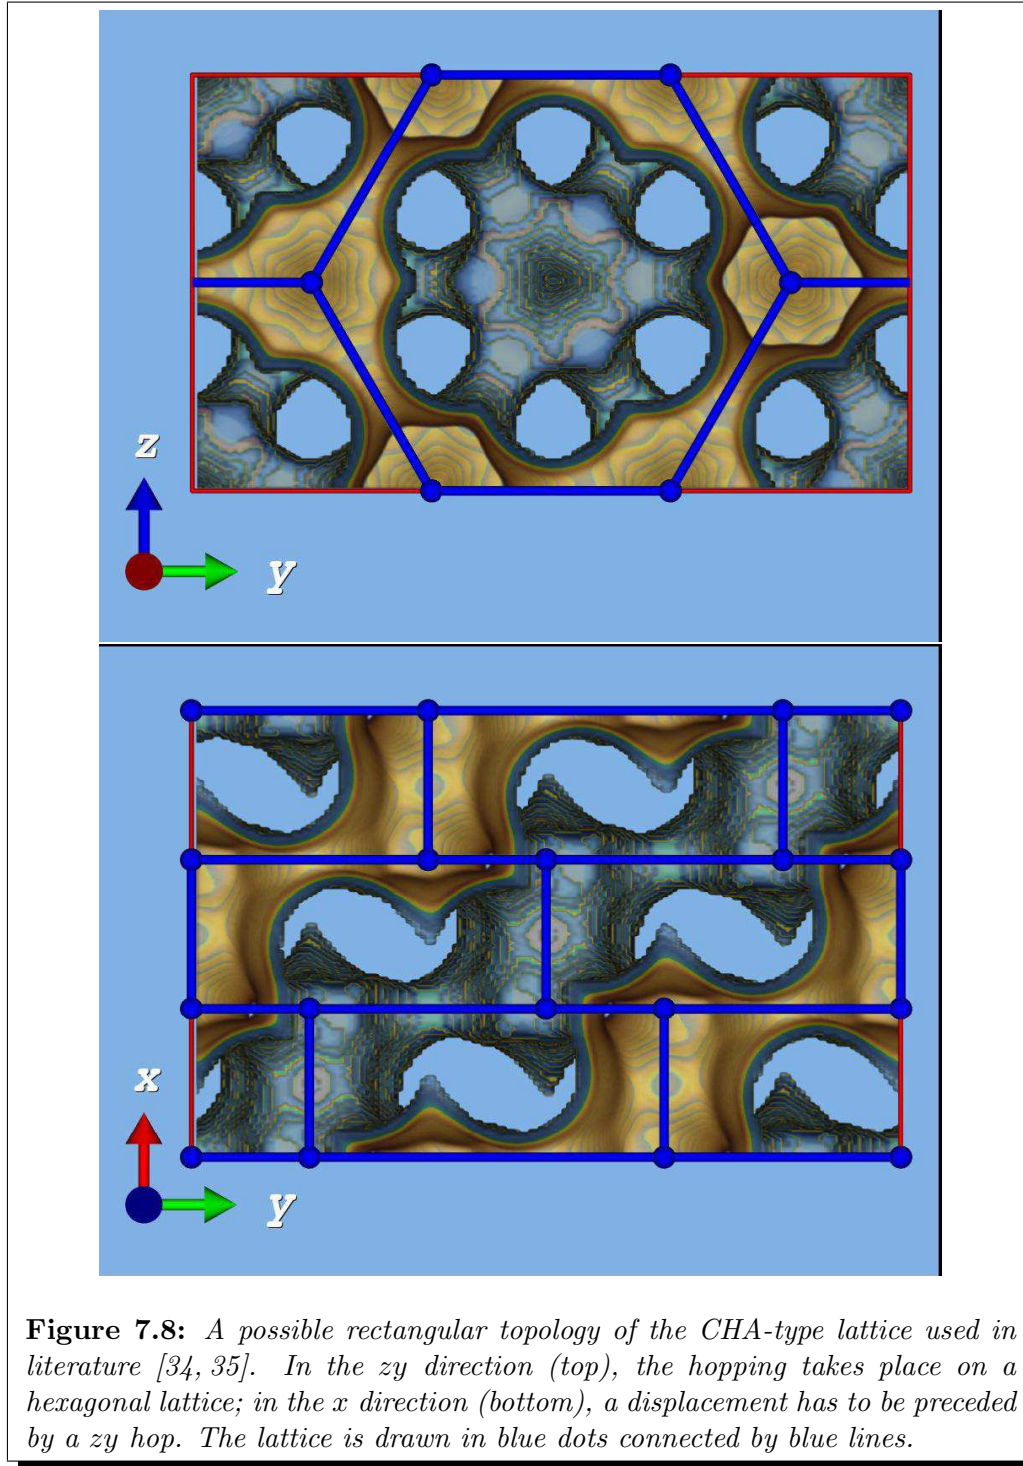 z
y
x
y
Figure 7.8: A possible rectangular topology of the CHA-type lattice used in
literature [34, 35]. In the zy direction (top), the hopping takes place on a
hexagonal lattice; in the x direction (bottom), a displacement has to be preceded
by a zy hop. The lattice is drawn in blue dots connected by blue lines.